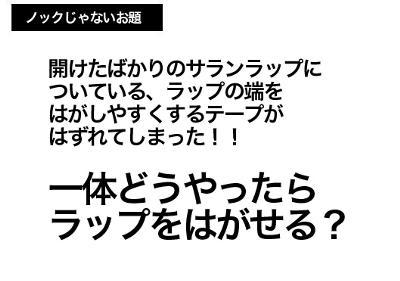 ノックじゃないお題
開けたばかりのサランラップに
ついている、ラップの端を
はがしやすくするテープが
はずれてしまった！！
一体どうやったら
ラップをはがせる？